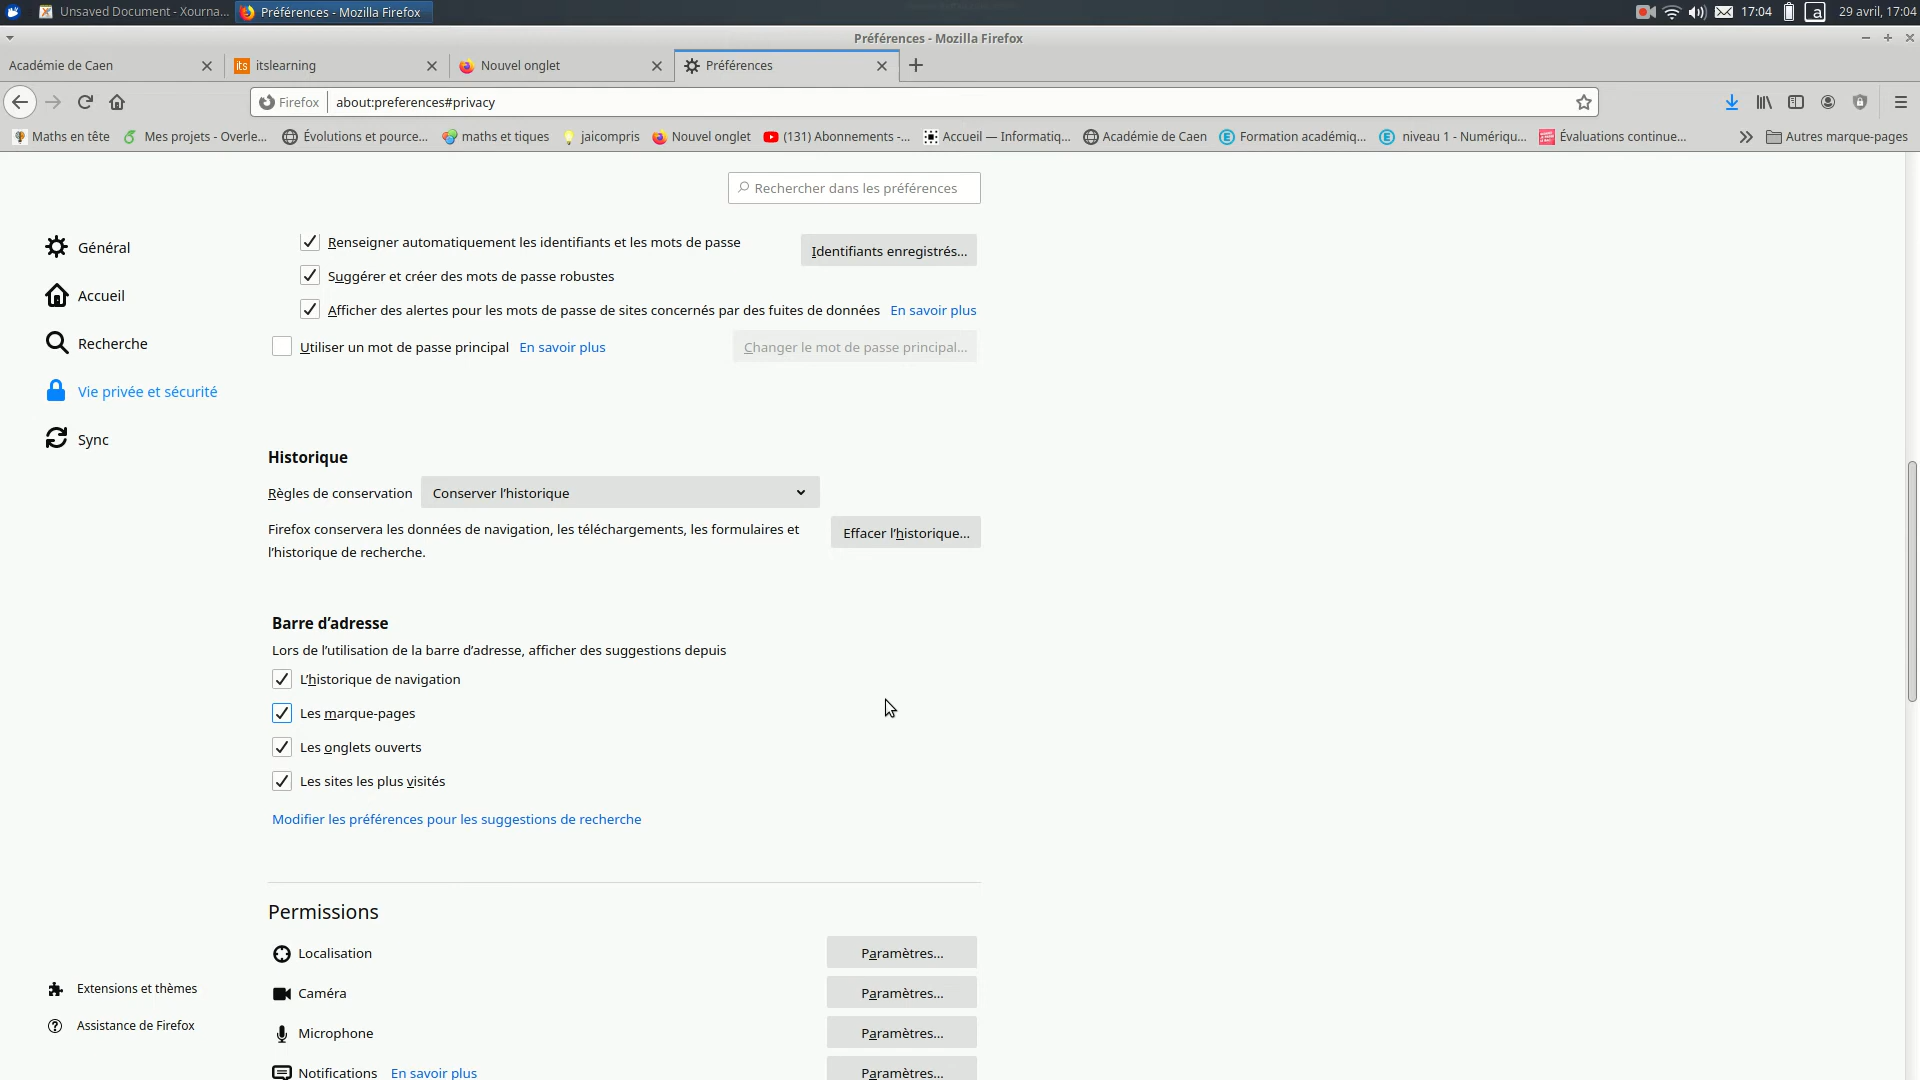 Unsaved Document - Xourna...
Préférences - Mozilla Firefox
17:04
a
29 avril, 17:04
Préférences - Mozilla Firefox
Académie de Caen
its
itslearning
Nouvel onglet
Préférences
Firefox
about:preferences#privacy
Maths en tête
Mes projets - Overle...
Évolutions et pource...
maths et tiques
jaicompris
Nouvel onglet
(131) Abonnements -...
Accueil — Informatiq...
Académie de Caen
Formation académiq...
niveau 1 - Numériqu...
Évaluations continue...
Autres marque-pages
Rechercher dans les préférences
Général
Accueil
Recherche
Vie privée et sécurité
Sync
Renseigner automatiquement les identifiants et les mots de passe
Identifiants enregistrés...
Suggérer et créer des mots de passe robustes
Afficher des alertes pour les mots de passe de sites concernés par des fuites de données En savoir plus
Utiliser un mot de passe principal En savoir plus
Changer le mot de passe principal...
Historique
Règles de conservation
Conserver l’historique
Firefox conservera les données de navigation, les téléchargements, les formulaires et
l’historique de recherche.
Effacer l’historique...
Barre d’adresse
Lors de l’utilisation de la barre d’adresse, afficher des suggestions depuis
L’historique de navigation
Les marque-pages
Les onglets ouverts
Les sites les plus visités
Modifier les préférences pour les suggestions de recherche
Permissions
Localisation
Paramètres...
Caméra
Paramètres...
Microphone
Paramètres...
Notifications En savoir plus
Paramètres...
Extensions et thèmes
Assistance de Firefox